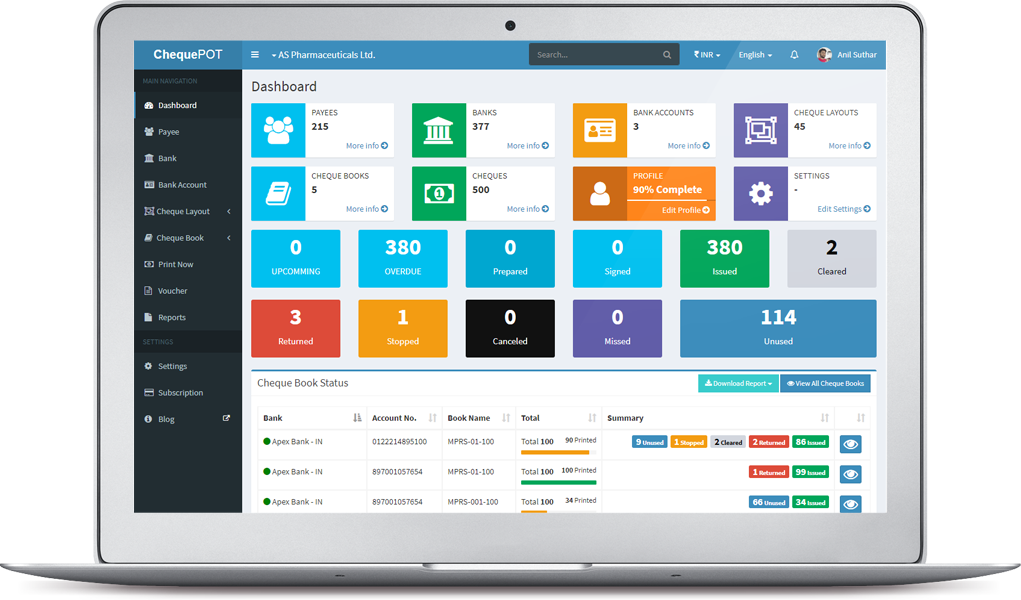 ChequePOT
AS Pharmaceuticals Ltd.
Search...
₹ INR
English
Anil Suthar
MAIN NAVIGATION
Dashboard
Payee
Bank
Bank Account
Cheque Layout
Cheque Book
Print Now
Voucher
Reports
SETTINGS
Settings
Subscription
Blog
Dashboard
PAYEES
215
More info
BANKS
377
More info
BANK ACCOUNTS
3
More info
CHEQUE LAYOUTS
45
More info
CHEQUE BOOKS
5
More info
CHEQUES
500
More info
PROFILE
90% Complete
Edit Profile
SETTINGS
-
Edit Settings
0
UPCOMMING
380
OVERDUE
0
Prepared
0
Signed
380
Issued
2
Cleared
3
Returned
1
Stopped
0
Canceled
0
Missed
114
Unused
Cheque Book Status
Download Report
View All Cheque Books
Bank Account No. Book Name Total Summary
Apex Bank - IN 0122214895100 MPRS-01-100 Total 100 90 Printed 9 Unused 1 Stopped 2 Cleared 2 Returned 86 Issued
Apex Bank - IN 897001057654 MPRS-01-100 Total 100 100 Printed 1 Returned 99 Issued
Apex Bank - IN 897001057654 MPRS-001-100 Total 100 34 Printed 66 Unused 34 Issued